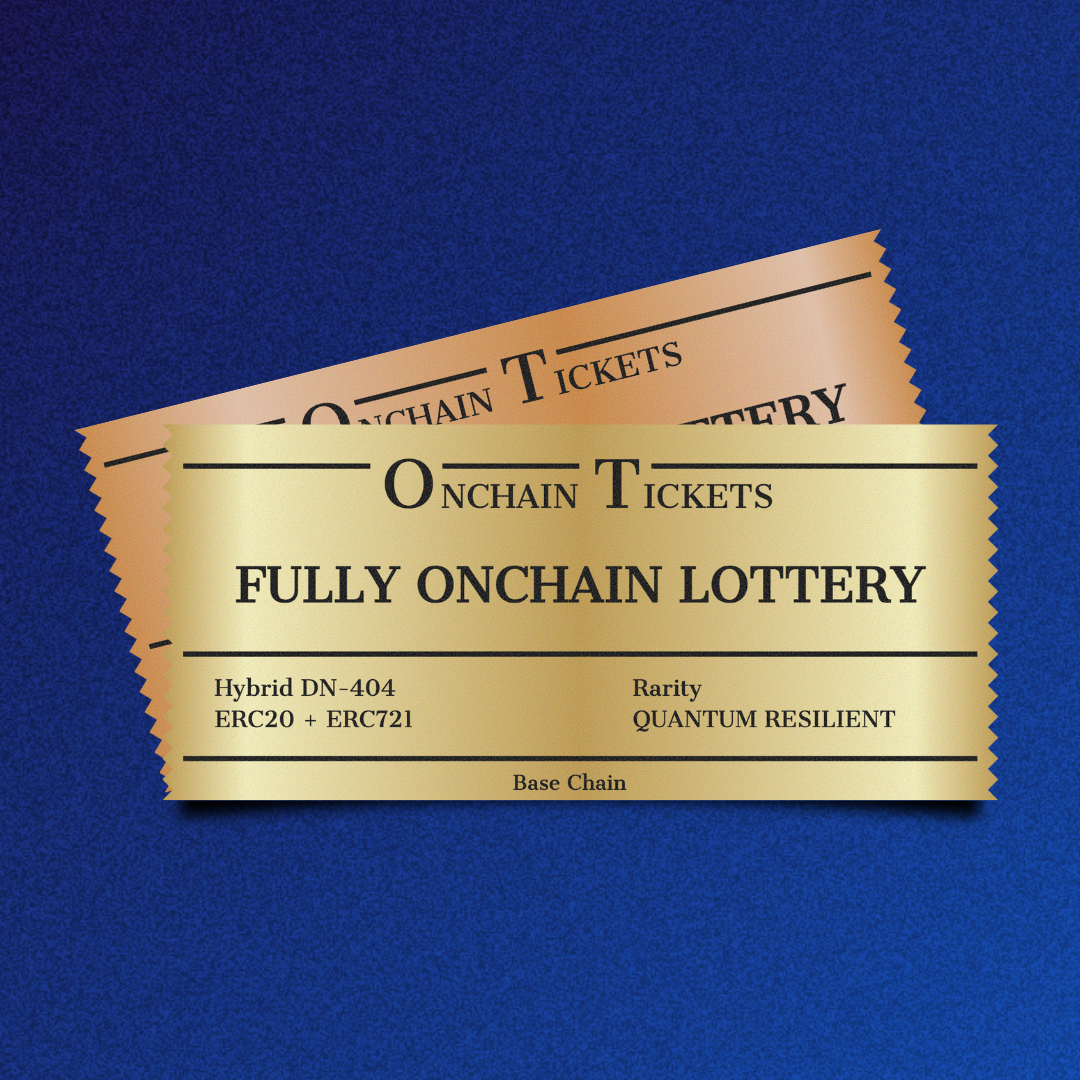 ONCHAIN TICKETS
ONCHAIN TICKETS
FULLY ONCHAIN LOTTERY
Hybrid DN-404
ERC20 + ERC721
Rarity
QUANTUM RESILIENT
Base Chain